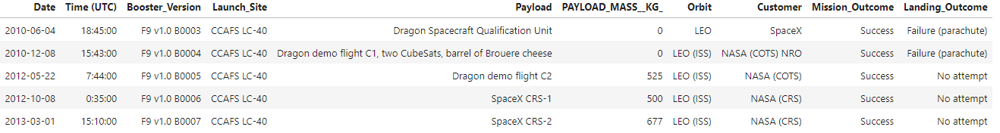 Date Time (UTC) Booster_Version Launch_Site Payload PAYLOAD_MASS__KG_ Orbit Customer Mission_Outcome Landing_Outcome
2010-06-04 18:45:00 F9 v1.0 B0003 CCAFS LC-40 Dragon Spacecraft Qualification Unit 0 LEO SpaceX Success Failure (parachute)
2010-12-08 15:43:00 F9 v1.0 B0004 CCAFS LC-40 Dragon demo flight C1, two CubeSats, barrel of Brouere cheese 0 LEO (ISS) NASA (COTS) NRO Success Failure (parachute)
2012-05-22 7:44:00 F9 v1.0 B0005 CCAFS LC-40 Dragon demo flight C2 525 LEO (ISS) NASA (COTS) Success No attempt
2012-10-08 0:35:00 F9 v1.0 B0006 CCAFS LC-40 SpaceX CRS-1 500 LEO (ISS) NASA (CRS) Success No attempt
2013-03-01 15:10:00 F9 v1.0 B0007 CCAFS LC-40 SpaceX CRS-2 677 LEO (ISS) NASA (CRS) Success No attempt